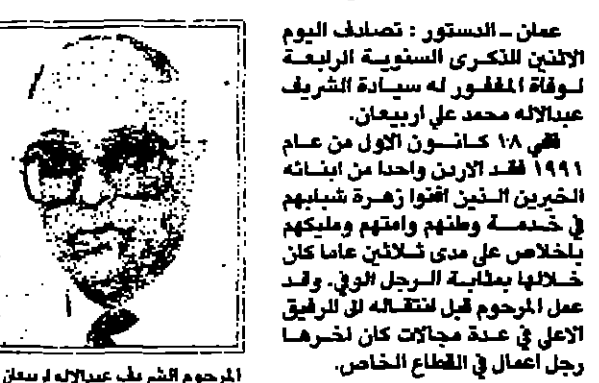 عمان ـ الدستور : تصادف اليوم
الاثنين الذكرى السنوية الرابعة
لوفاة المغفور له سيادة الشريف
عبدالاله محمد علي اربيعان.
ففي ١٨ كانون الاول من عام
١٩٩١ فقد الاردن واحدا من ابنائه
الخيرين الذين افنوا زهرة شبابهم
في خدمة وطنهم وامتهم ومليكهم
باخلاص على مدى ثلاثين عاما كان
خلالها بمثابة الرجل الوفي. وقد
عمل المرحوم قبل انتقاله الى الرفيق
الاعلى في عدة مجالات كان اخرها
رجل اعمال في القطاع الخاص.
المرحوم الشريف عبدالاله اربيعان